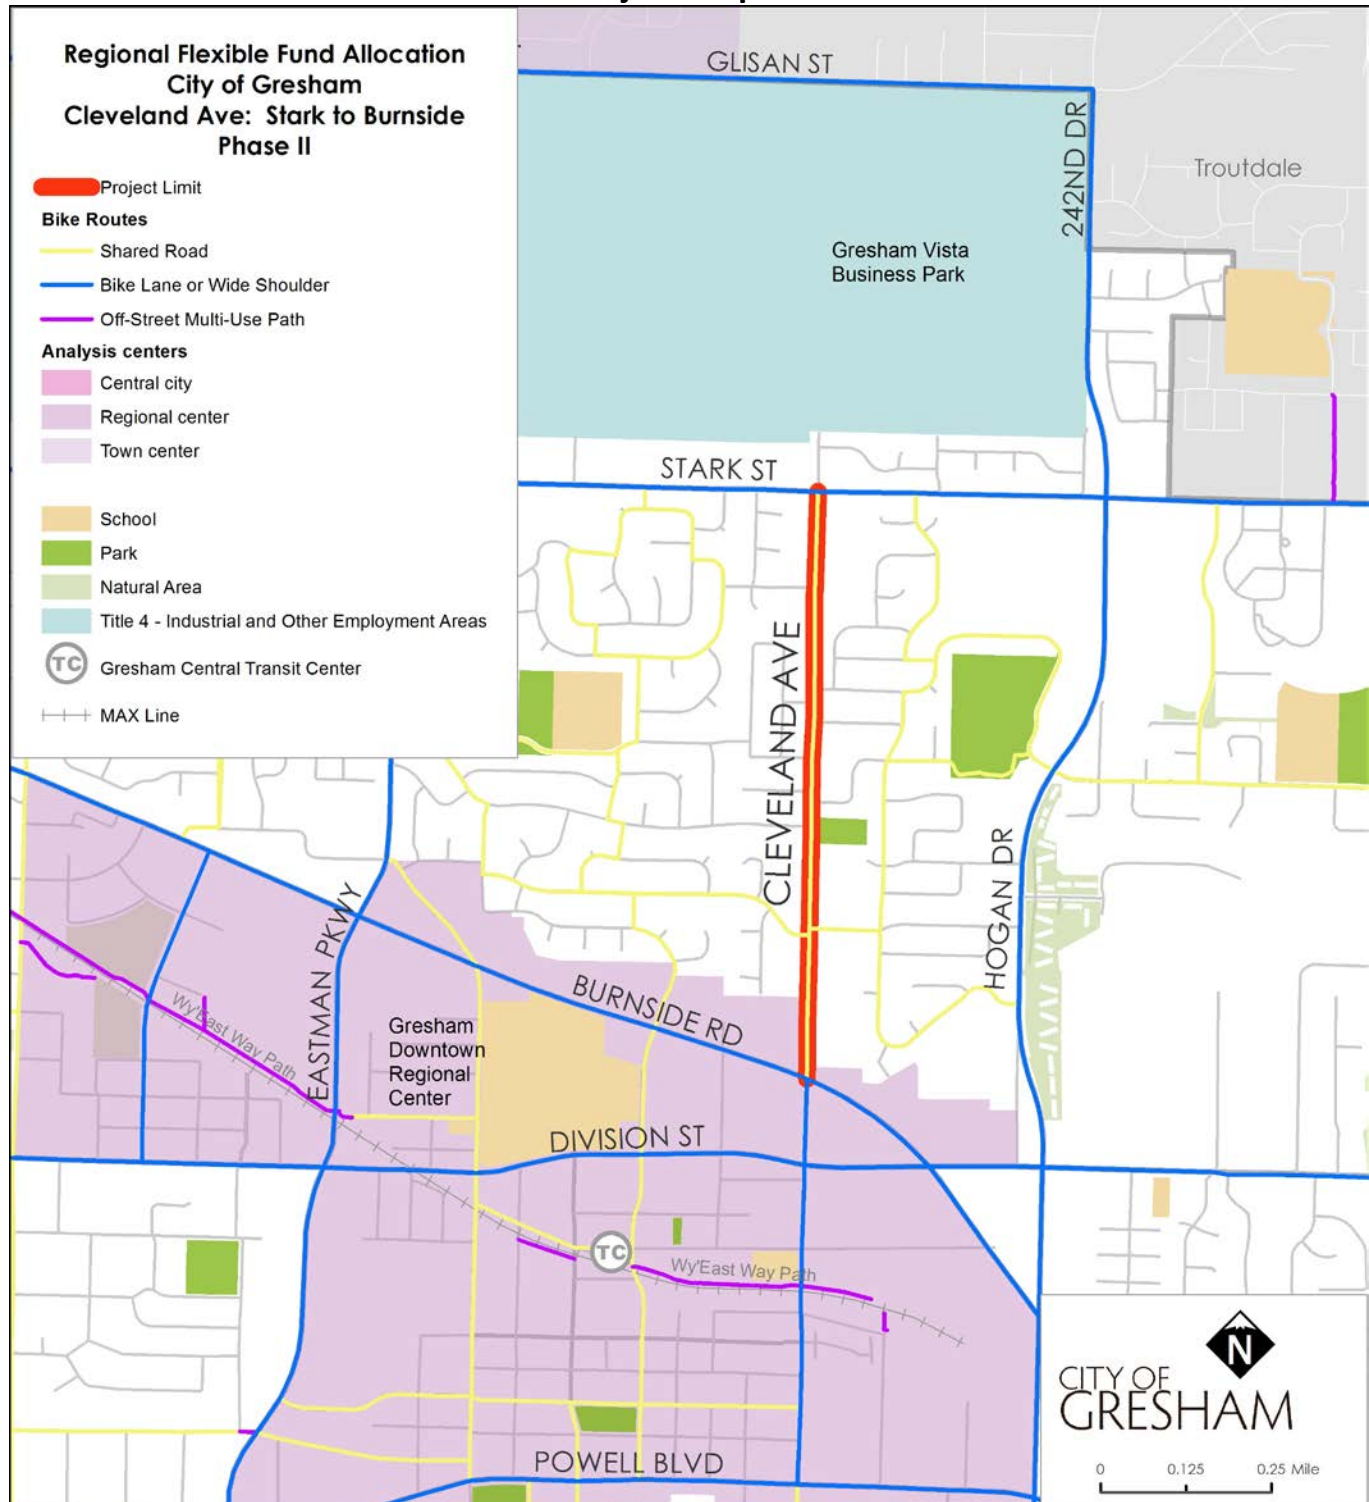 Regional Flexible Fund Allocation
City of Gresham
Cleveland Ave: Stark to Burnside
Phase II
Project Limit
Bike Routes
Shared Road
Bike Lane or Wide Shoulder
Off-Street Multi-Use Path
Analysis centers
Central city
Regional center
Town center
School
Park
Natural Area
Title 4 - Industrial and Other Employment Areas
TC
Gresham Central Transit Center
MAX Line
GLISAN ST
242ND DR
Troutdale
Gresham Vista
Business Park
STARK ST
CLEVELAND AVE
HOGAN DR
EASTMAN PKWY
BURNSIDE RD
Wy'East Way Path
Gresham
Downtown
Regional
Center
DIVISION ST
TC
Wy'East Way Path
POWELL BLVD
N
CITY OF
GRESHAM
0 0.125 0.25 Mile